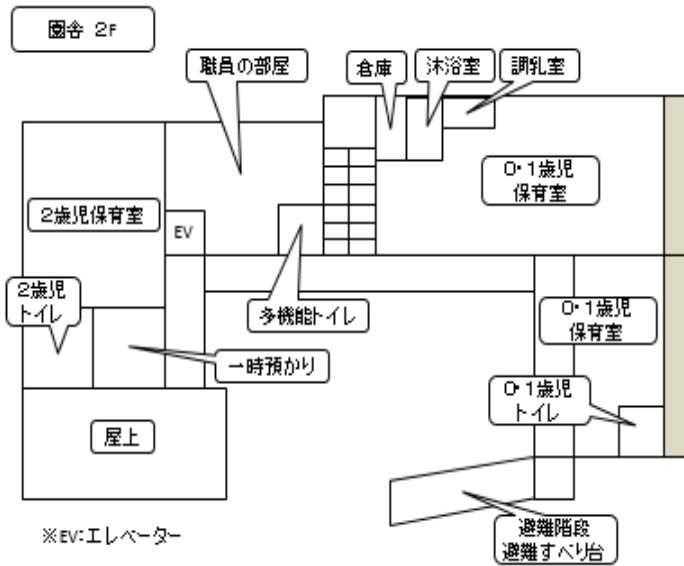 園舎 2F
職員の部屋
倉庫
沐浴室
調乳室
0・1歳児
保育室
2歳児保育室
EV
2歳児
トイレ
多機能トイレ
0・1歳児
保育室
一時預かり
0・1歳児
トイレ
屋上
避難階段
避難すべり台
※EV:エレベーター